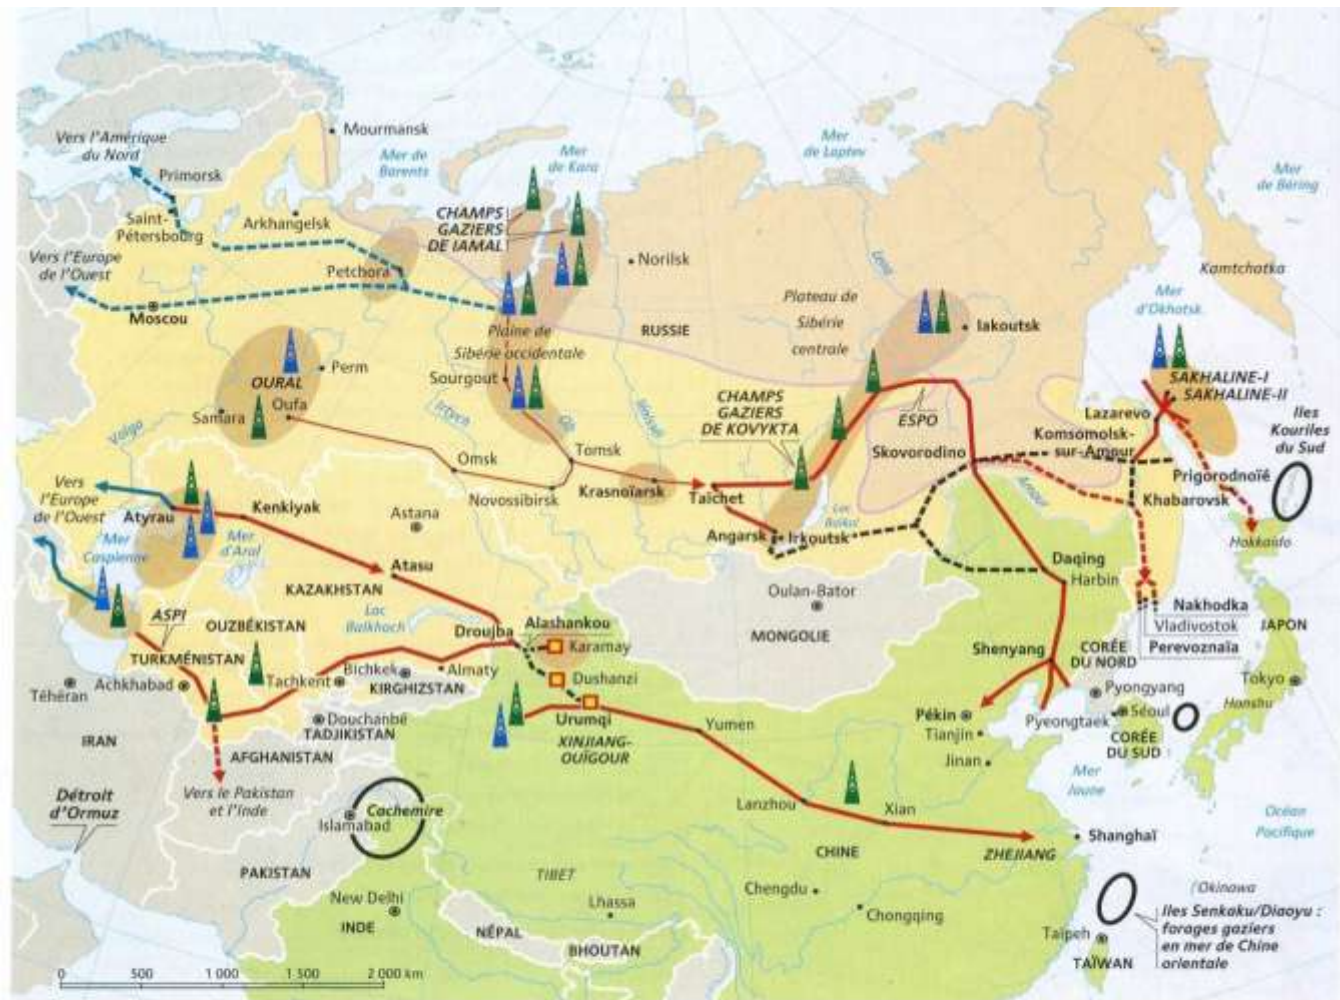 Mourmansk
Vers l'Amérique
du Nord
Mer de
Barents
Mer
de Kara
Mer
de Laptev
Mer
de Béring
Primorsk
Saint-
Pétersbourg
Arkhangelsk
CHAMPS
GAZIERS
DE IAMAL
Vers l'Europe
de l'Ouest
Petchora
Norilsk
Lena
Kamtchatka
Moscou
Plaine de
Sibérie occidentale
RUSSIE
Plateau de
Sibérie
centrale
Iakoutsk
Mer
d'Okhotsk
Perm
OURAL
Sourgout
Samara
Oufa
Volga
Irtych
Ob
CHAMPS
GAZIERS
DE KOVYKTA
ESPO
SAKHALINE-I
SAKHALINE-II
Lazarevo
Iles
Kouriles
du Sud
Komsomolsk-
sur-Amour
Skovorodino
Omsk
Tomsk
Novossibirsk
Krasnoïarsk
Taïchet
Amour
Prigorodnoïé
Khabarovsk
Vers
l'Europe
de l'Ouest
Atyrau
Kenkiyak
Astana
Angarsk
Irkoutsk
Lac
Baïkal
Hokkaido
Mer
Caspienne
Mer
d'Aral
Atasu
KAZAKHSTAN
Daqing
Harbin
Oulan-Bator
MONGOLIE
ASPI
OUZBÉKISTAN
Lac
Balkhach
Droujba
Alashankou
Karamay
Nakhodka
Vladivostok
Perevoznaïa
JAPON
TURKMÉNISTAN
Achkhabad
Téhéran
Tachkent
Bichkek
Almaty
KIRGHIZSTAN
Dushanzi
Shenyang
CORÉE
DU NORD
Pyongyang
Tokyo
Honshu
Urumqi
XINJIANG-
OUÏGOUR
Yumen
Pékin
Tianjin
Pyeongtaek
Séoul
CORÉE
DU SUD
Douchanbé
TADJIKISTAN
IRAN
AFGHANISTAN
Jinan
Mer
Jaune
Détroit
d'Ormuz
Vers le Pakistan
et l'Inde
Cachemire
Islamabad
Lanzhou
Xian
Océan
Pacifique
CHINE
ZHEJIANG
Shanghaï
PAKISTAN
TIBET
Chengdu
Chongqing
New Delhi
INDE
Lhassa
NÉPAL
BHOUTAN
Okinawa
Iles Senkaku/Diaoyu :
forages gaziers
en mer de Chine
orientale
Taipeh
TAÏWAN
0 500 1 000 1 500 2 000 km